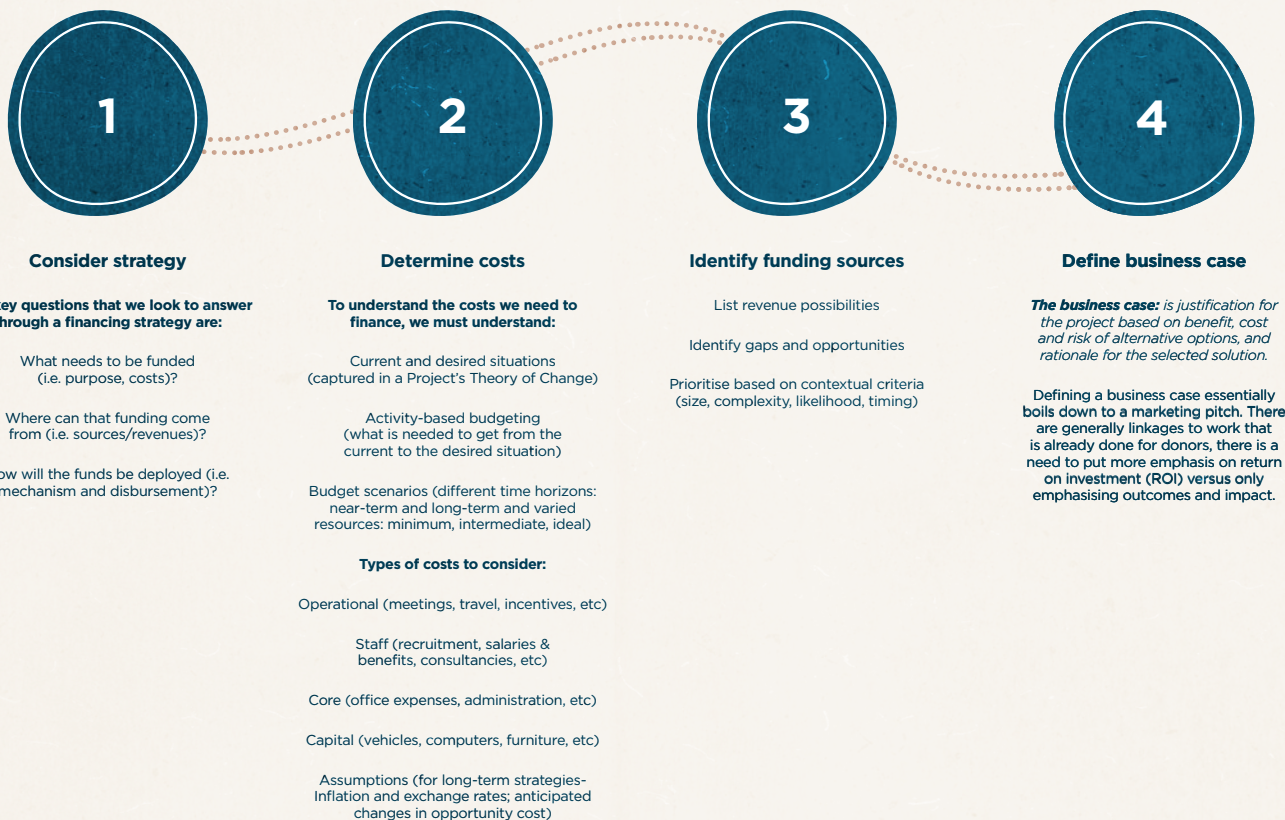 1
Consider strategy
key questions that we look to answer
through a financing strategy are:
What needs to be funded
(i.e. purpose, costs)?
Where can that funding come
from (i.e. sources/revenues)?
How will the funds be deployed (i.e.
mechanism and disbursement)?
2
Determine costs
To understand the costs we need to
finance, we must understand:
Current and desired situations
(captured in a Project's Theory of Change)
Activity-based budgeting
(what is needed to get from the
current to the desired situation)
Budget scenarios (different time horizons:
near-term and long-term and varied
resources: minimum, intermediate, ideal)
Types of costs to consider:
Operational (meetings, travel, incentives, etc)
Staff (recruitment, salaries &
benefits, consultancies, etc)
Core (office expenses, administration, etc)
Capital (vehicles, computers, furniture, etc)
Assumptions (for long-term strategies-
Inflation and exchange rates; anticipated
changes in opportunity cost)
3
Identify funding sources
List revenue possibilities
Identify gaps and opportunities
Prioritise based on contextual criteria
(size, complexity, likelihood, timing)
4
Define business case
The business case: is justification for
the project based on benefit, cost
and risk of alternative options, and
rationale for the selected solution.
Defining a business case essentially
boils down to a marketing pitch. There
are generally linkages to work that
is already done for donors, there is a
need to put more emphasis on return
on investment (ROI) versus only
emphasising outcomes and impact.